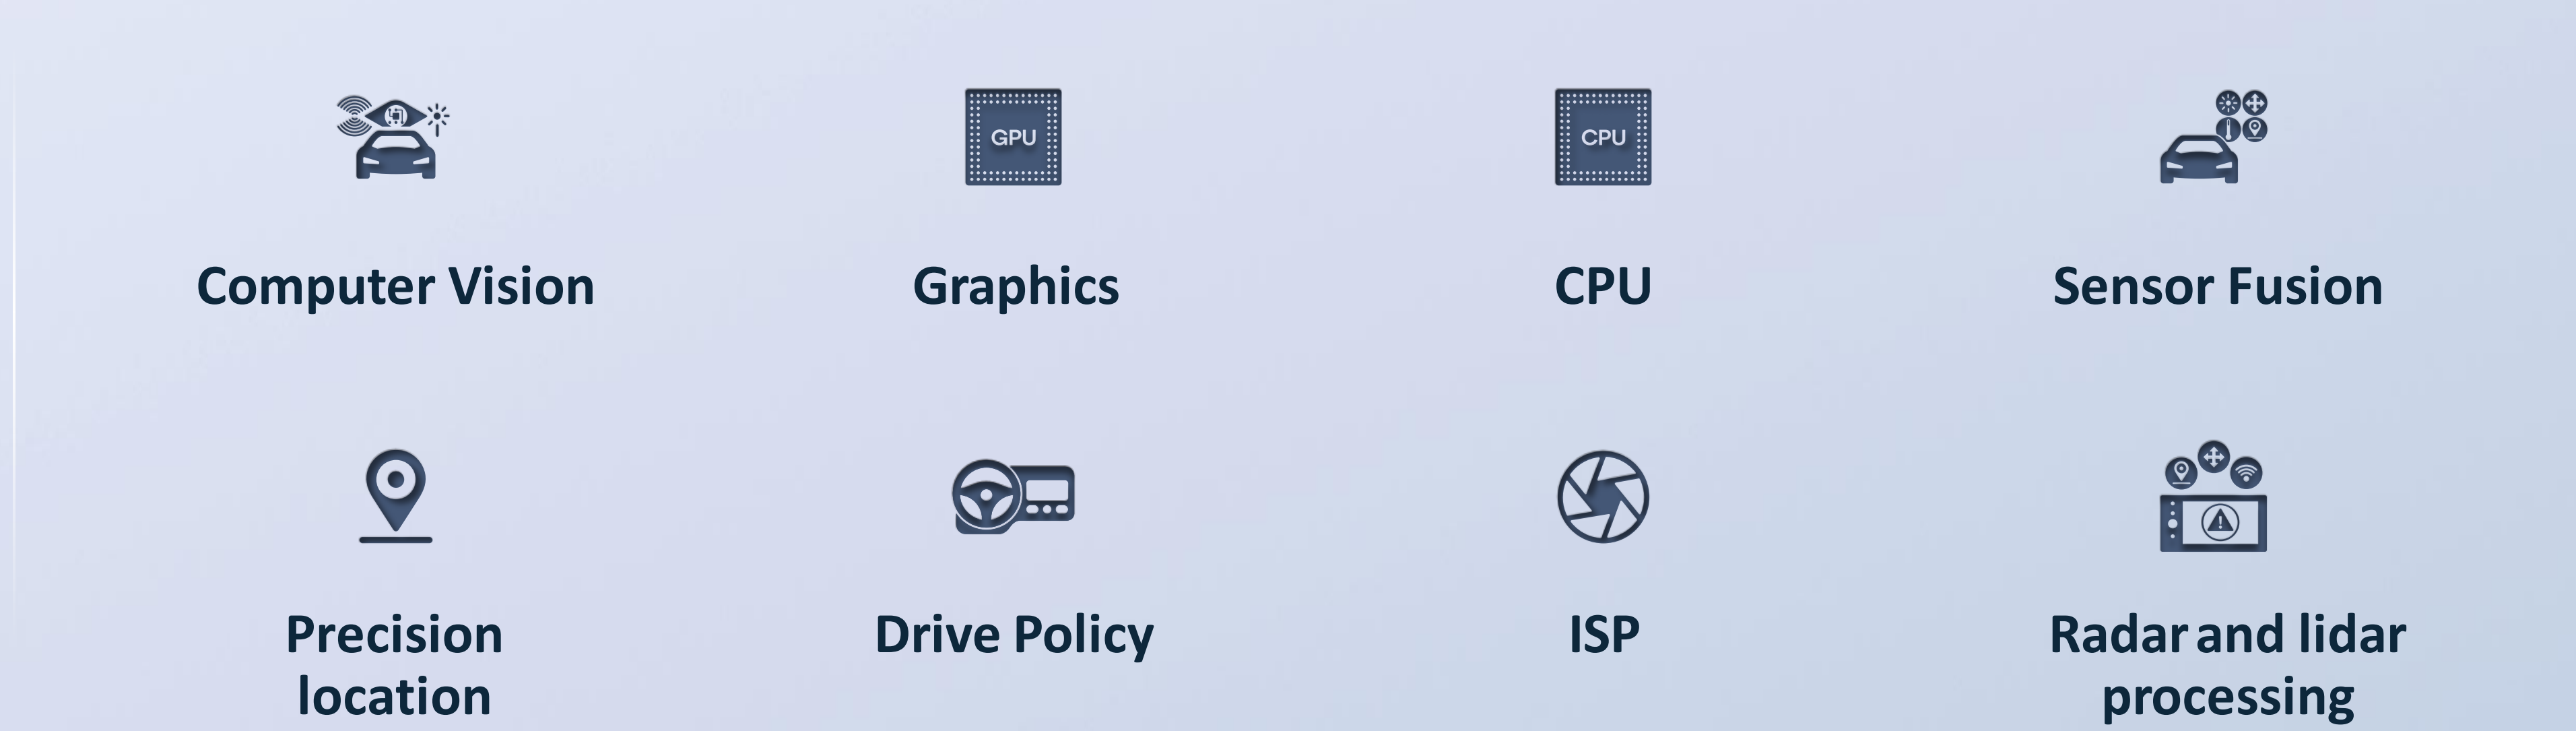 GPU
CPU
Computer Vision
Graphics
CPU
Sensor Fusion
Precision
location
Drive Policy
ISP
Radar and lidar
processing